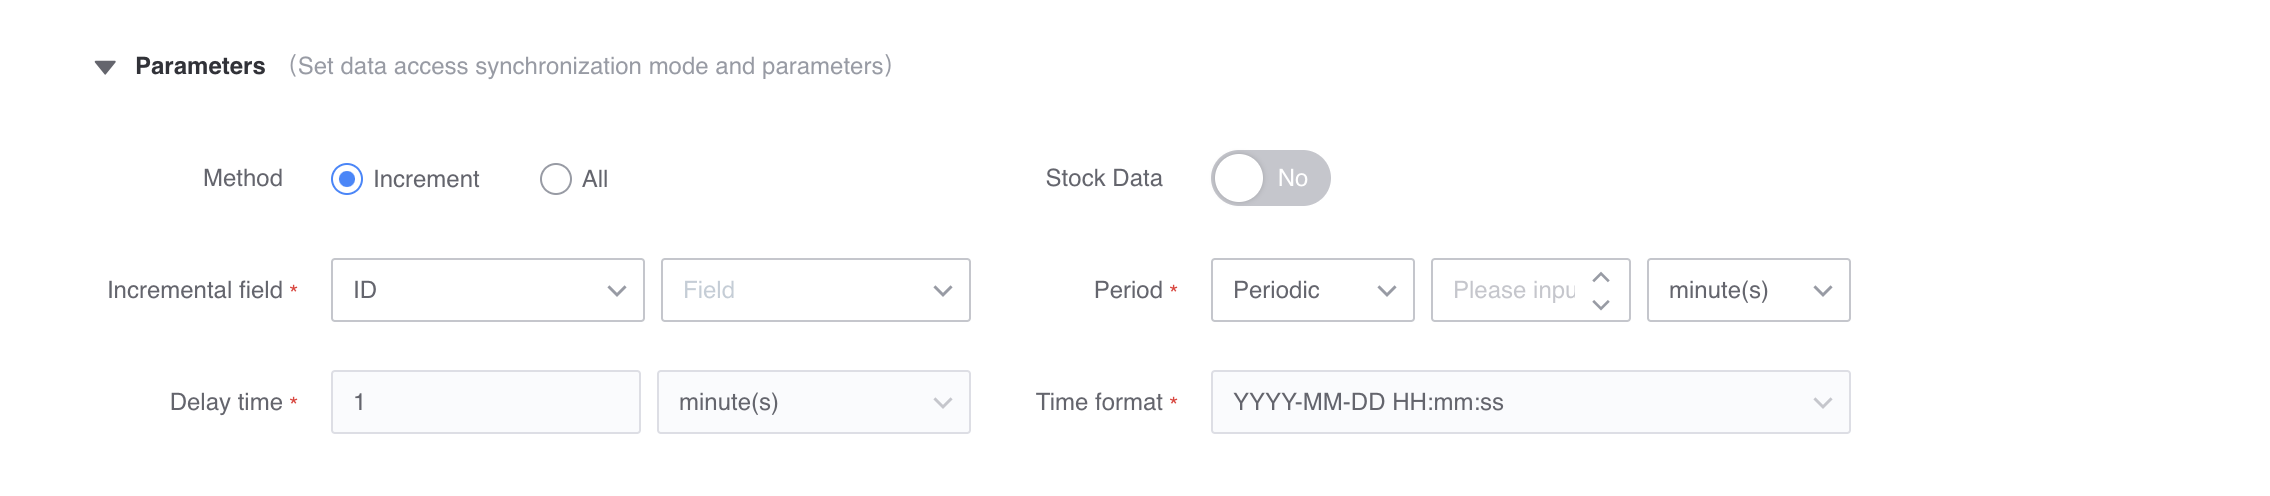 Parameters (Set data access synchronization mode and parameters)
Method Increment All Stock Data No
Incremental field * ID Field Period * Periodic Please inpu minute(s)
Delay time * 1 minute(s) Time format * YYYY-MM-DD HH:mm:ss